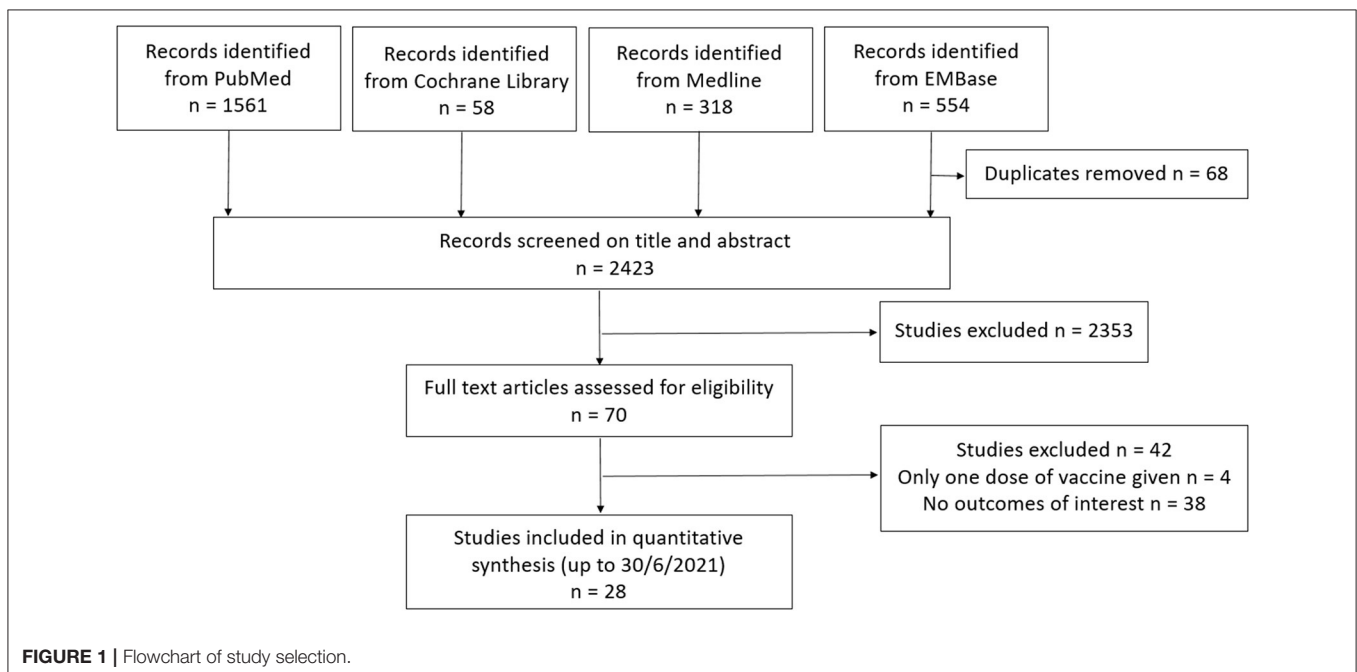 Records identified
from PubMed
n = 1561
Records identified
from Cochrane Library
n = 58
Records identified
from Medline
n = 318
Records identified
from EMBase
n = 554
Duplicates removed n = 68
Records screened on title and abstract
n = 2423
Studies excluded n = 2353
Full text articles assessed for eligibility
n = 70
Studies excluded n = 42
Only one dose of vaccine given n = 4
No outcomes of interest n = 38
Studies included in quantitative
synthesis (up to 30/6/2021)
n = 28
FIGURE 1 | Flowchart of study selection.